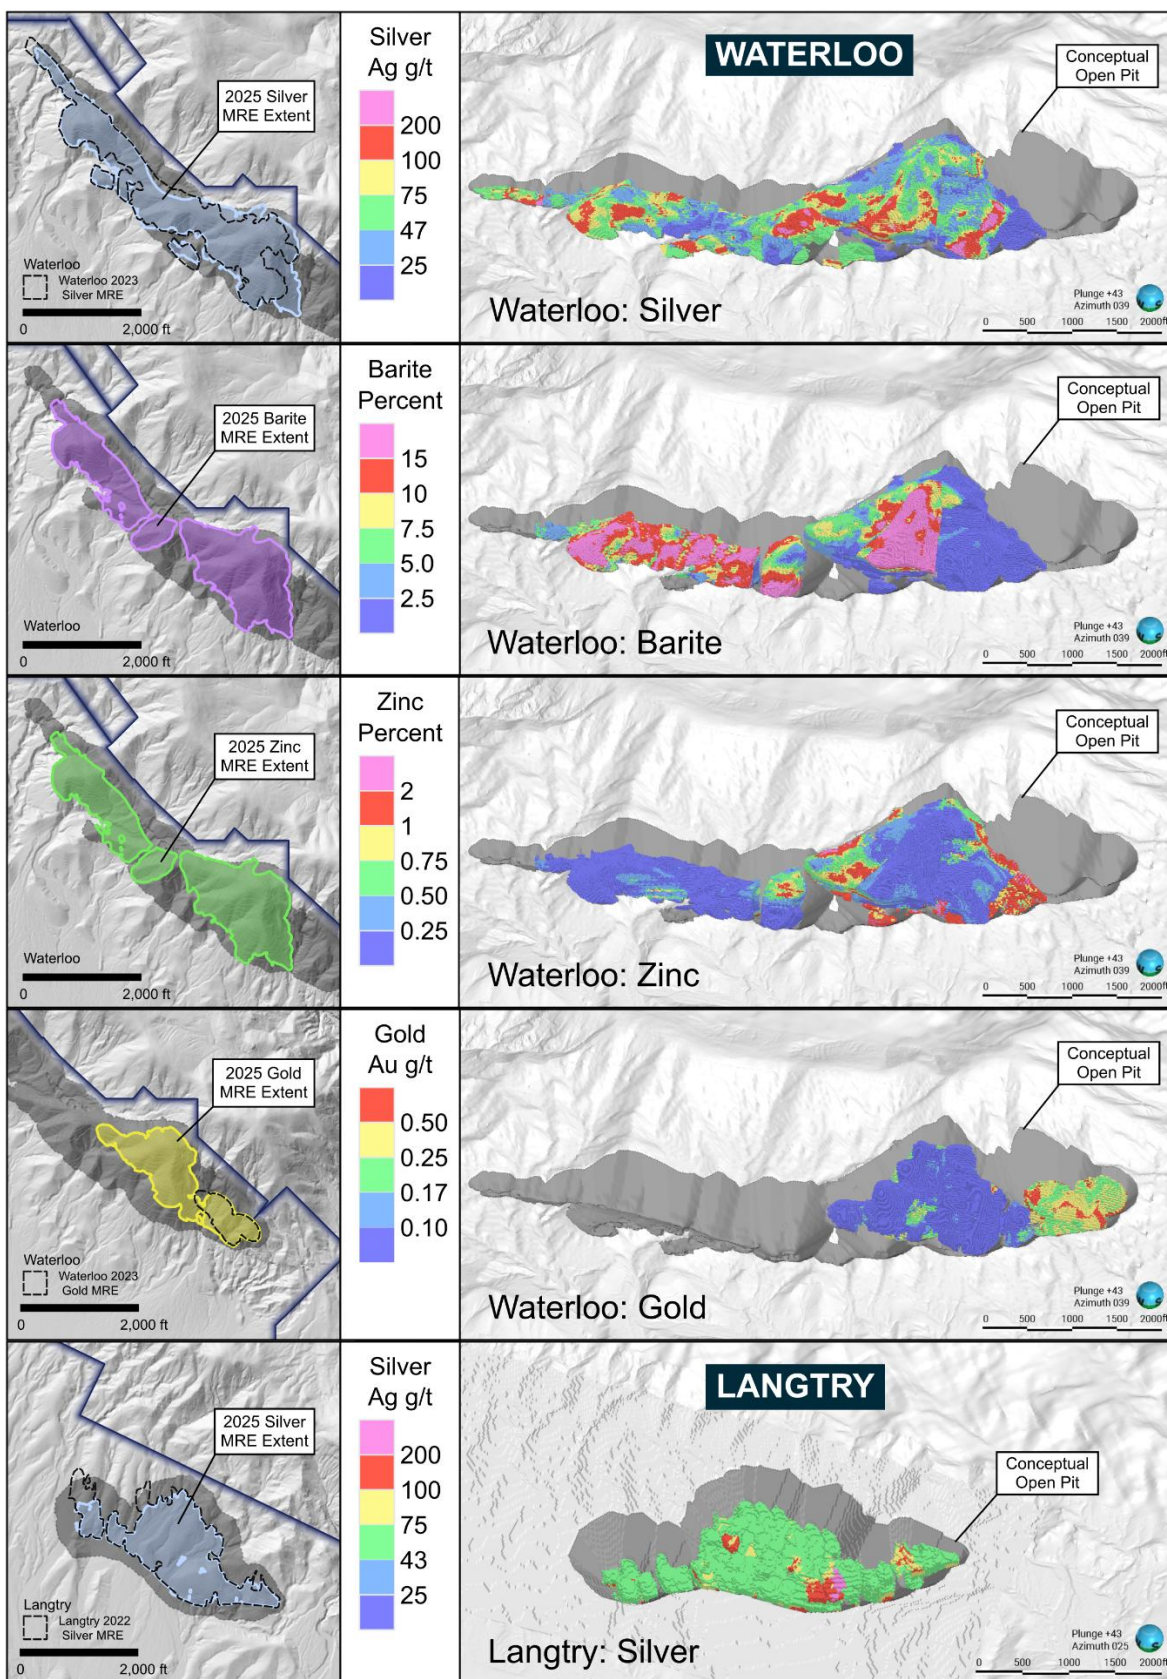 2025 Silver
MRE Extent
Waterloo
Waterloo 2023
Silver MRE
0 2,000 ft
Silver
Ag g/t
200
100
75
47
25
WATERLOO
Conceptual
Open Pit
Waterloo: Silver
Plunge +43
Azimuth 039
0 500 1000 1500 2000ft
2025 Barite
MRE Extent
Waterloo
0 2,000 ft
Barite
Percent
15
10
7.5
5.0
2.5
Conceptual
Open Pit
Waterloo: Barite
Plunge +43
Azimuth 039
0 500 1000 1500 2000ft
2025 Zinc
MRE Extent
Waterloo
0 2,000 ft
Zinc
Percent
2
1
0.75
0.50
0.25
Conceptual
Open Pit
Waterloo: Zinc
Plunge +43
Azimuth 039
0 500 1000 1500 2000ft
2025 Gold
MRE Extent
Waterloo
Waterloo 2023
Gold MRE
0 2,000 ft
Gold
Au g/t
0.50
0.25
0.17
0.10
Conceptual
Open Pit
Waterloo: Gold
Plunge +43
Azimuth 039
0 500 1000 1500 2000ft
2025 Silver
MRE Extent
Langtry
Langtry 2022
Silver MRE
0 2,000 ft
Silver
Ag g/t
200
100
75
43
25
LANGTRY
Conceptual
Open Pit
Langtry: Silver
Plunge +43
Azimuth 025
0 500 1000 1500 2000ft